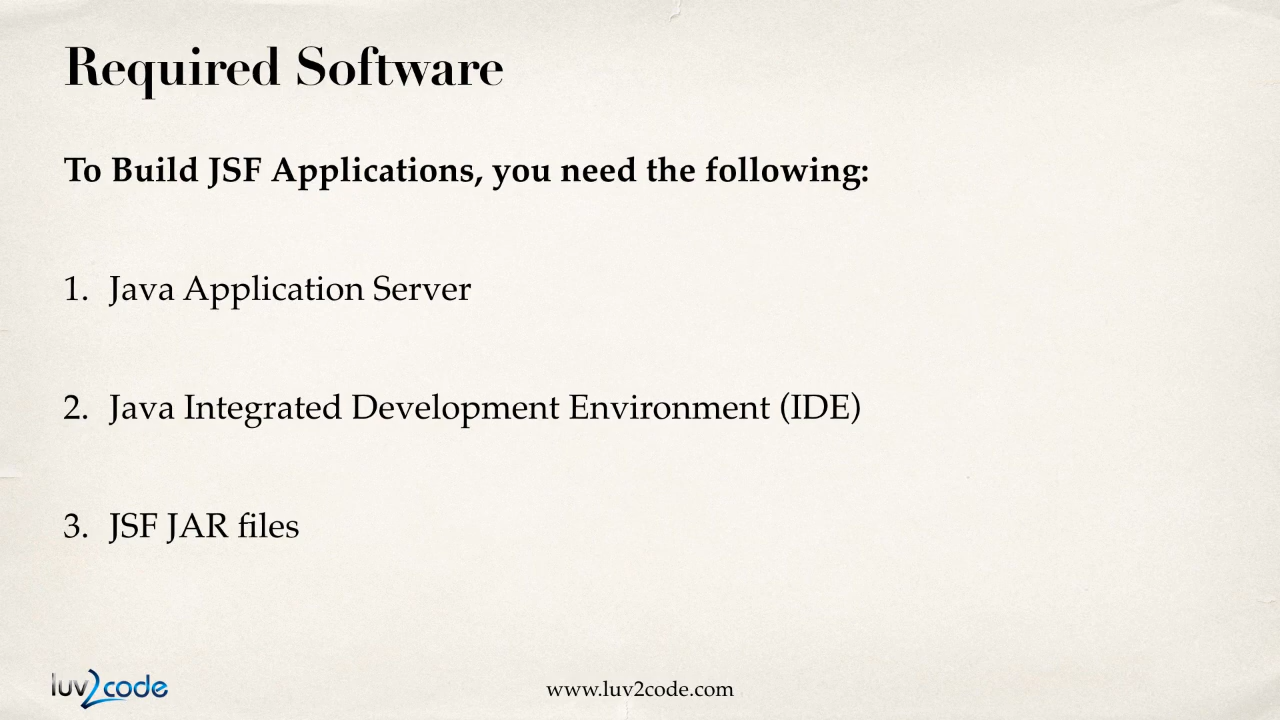 Required Software
To Build JSF Applications, you need the following:
1. Java Application Server
2. Java Integrated Development Environment (IDE)
3. JSF JAR files
luv2code
www.luv2code.com